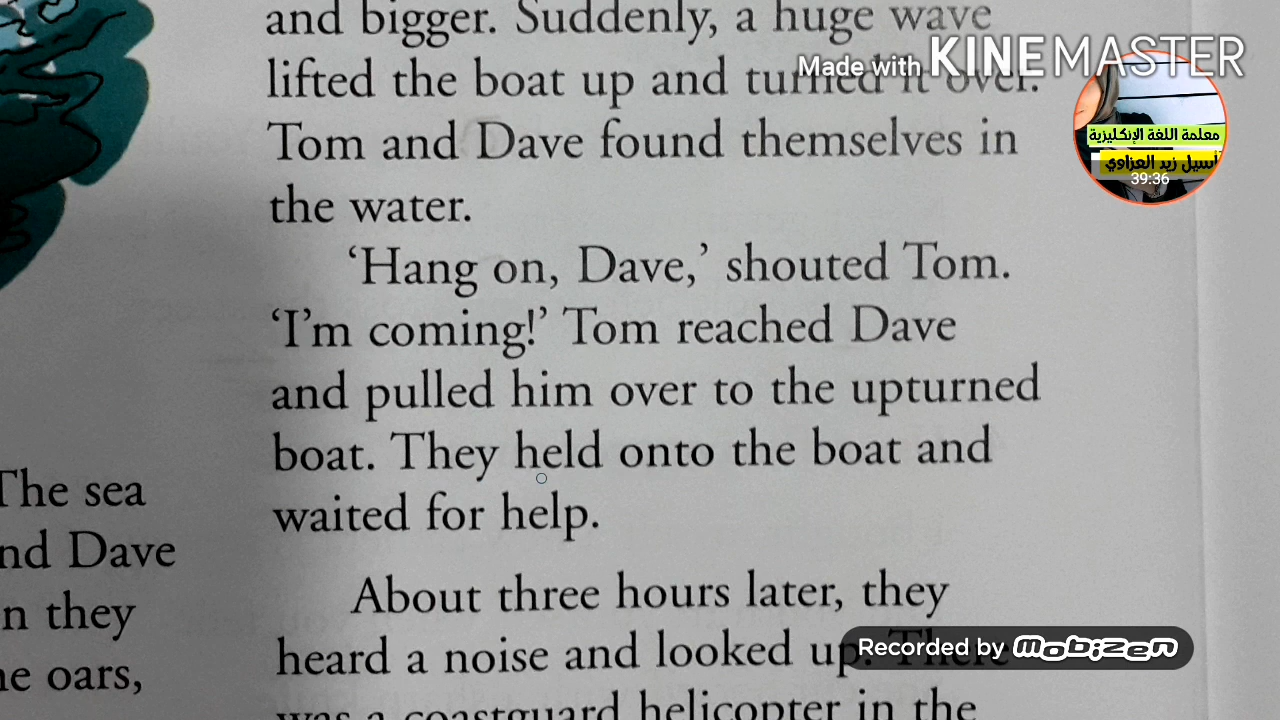 The sea
nd Dave
n they
ne oars,
and bigger. Suddenly, a huge wave
lifted the boat up and turned it over.
Tom and Dave found themselves in
the water.
‘Hang on, Dave,’ shouted Tom.
‘I’m coming!’ Tom reached Dave
and pulled him over to the upturned
boat. They held onto the boat and
waited for help.
About three hours later, they
heard a noise and looked up. There
was a coastguard helicopter in the
Made with KINEMASTER
معلمة اللغة الإنكليزية
أسيل زيد العزاوي
39:36
Recorded by mobizen